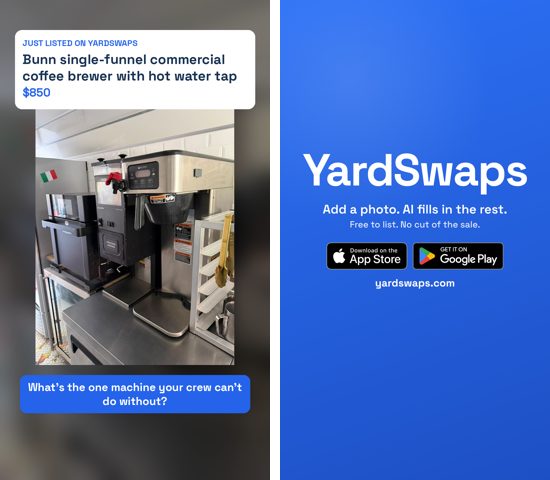 JUST LISTED ON YARDSWAPS
Bunn single-funnel commercial
coffee brewer with hot water tap
$850
What's the one machine your crew can't
do without?
YardSwaps
Add a photo. AI fills in the rest.
Free to list. No cut of the sale.
Download on the
App Store
GET IT ON
Google Play
yardswaps.com